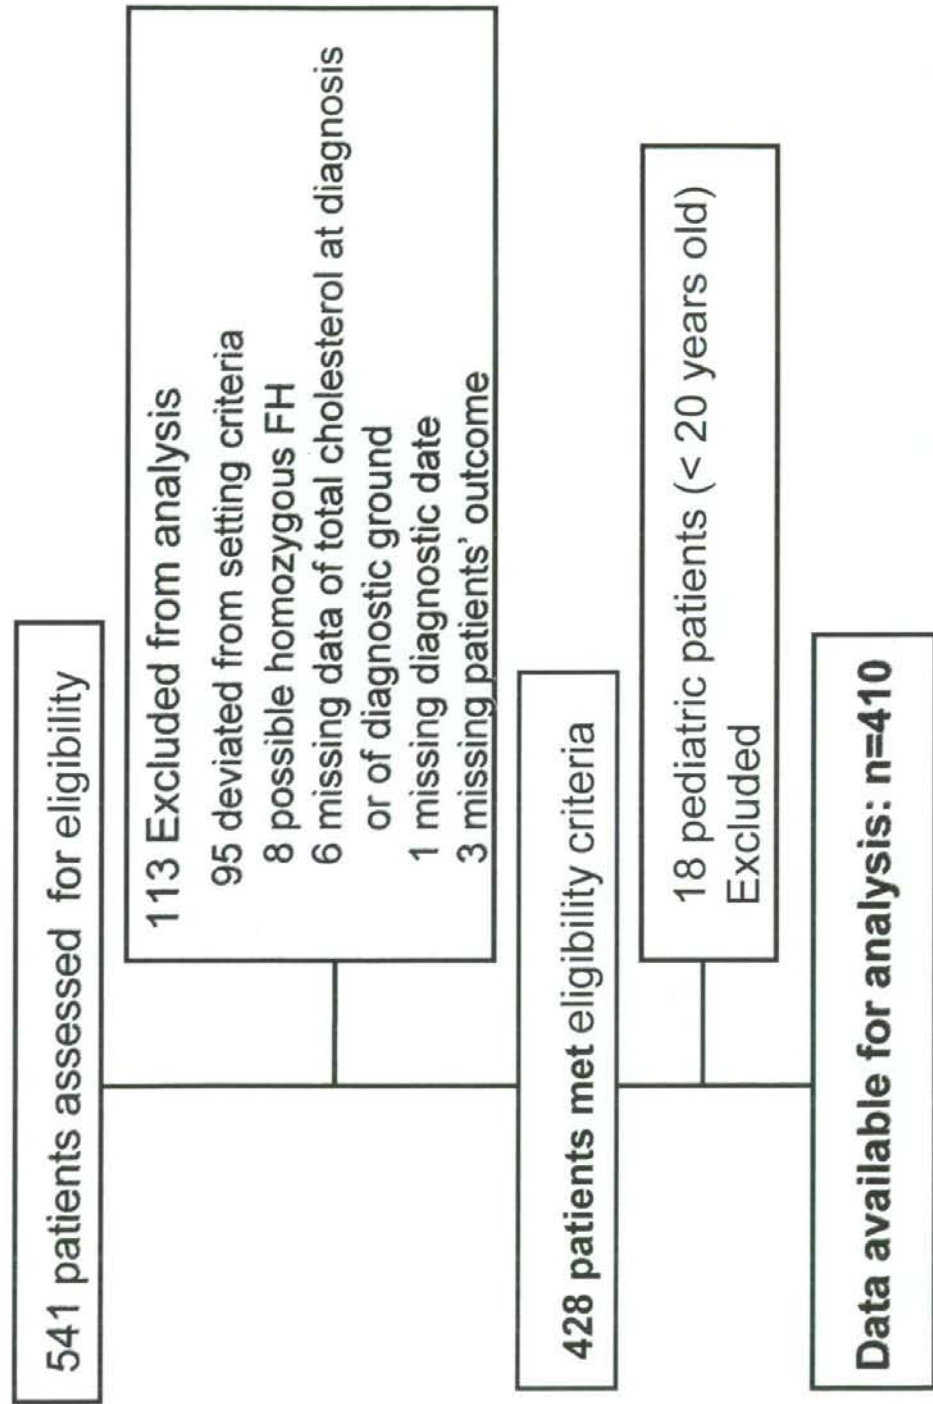 541 patients assessed for eligibility
113 Excluded from analysis
95 deviated from setting criteria
8 possible homozygous FH
6 missing data of total cholesterol at diagnosis
or of diagnostic ground
1 missing diagnostic date
3 missing patients' outcome
428 patients met eligibility criteria
18 pediatric patients (< 20 years old)
Excluded
Data available for analysis: n=410